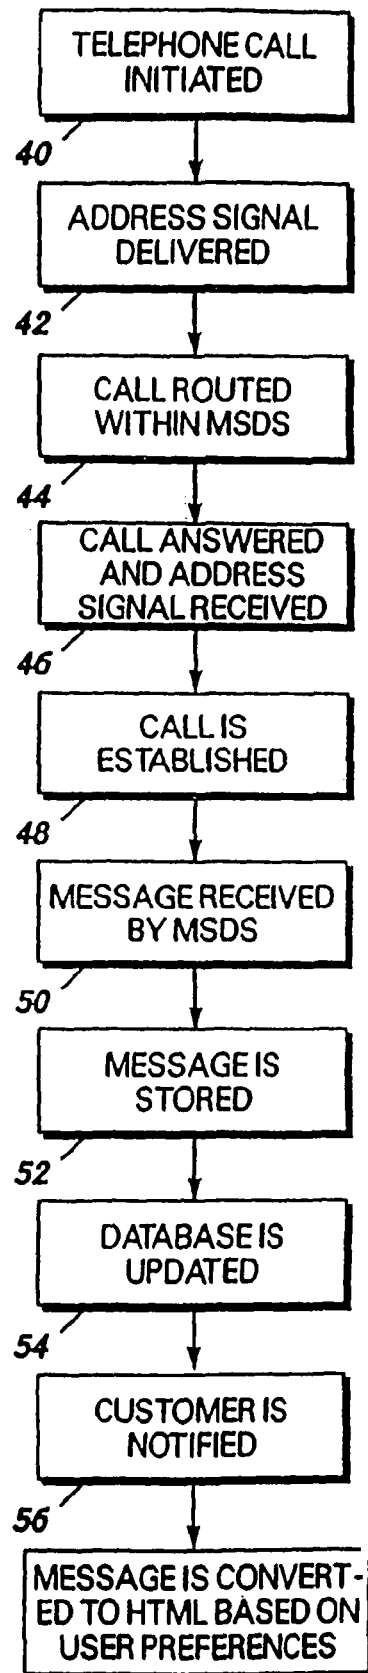 TELEPHONE CALL
INITIATED
40
ADDRESS SIGNAL
DELIVERED
42
CALL ROUTED
WITHIN MSDS
44
CALL ANSWERED
AND ADDRESS
SIGNAL RECEIVED
46
CALL IS
ESTABLISHED
48
MESSAGE RECEIVED
BY MSDS
50
MESSAGE IS
STORED
52
DATABASE IS
UPDATED
54
CUSTOMER IS
NOTIFIED
56
MESSAGE IS CONVERT-
ED TO HTML BASED ON
USER PREFERENCES